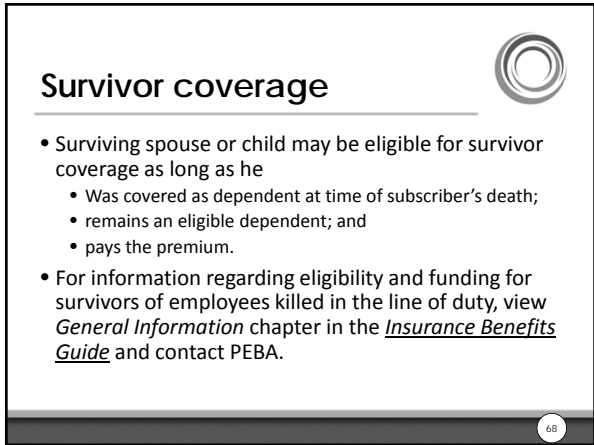 Survivor coverage
• Surviving spouse or child may be eligible for survivor
coverage as long as he
• Was covered as dependent at time of subscriber's death;
• remains an eligible dependent; and
• pays the premium.
• For information regarding eligibility and funding for
survivors of employees killed in the line of duty, view
General Information chapter in the Insurance Benefits
Guide and contact PEBA.
68